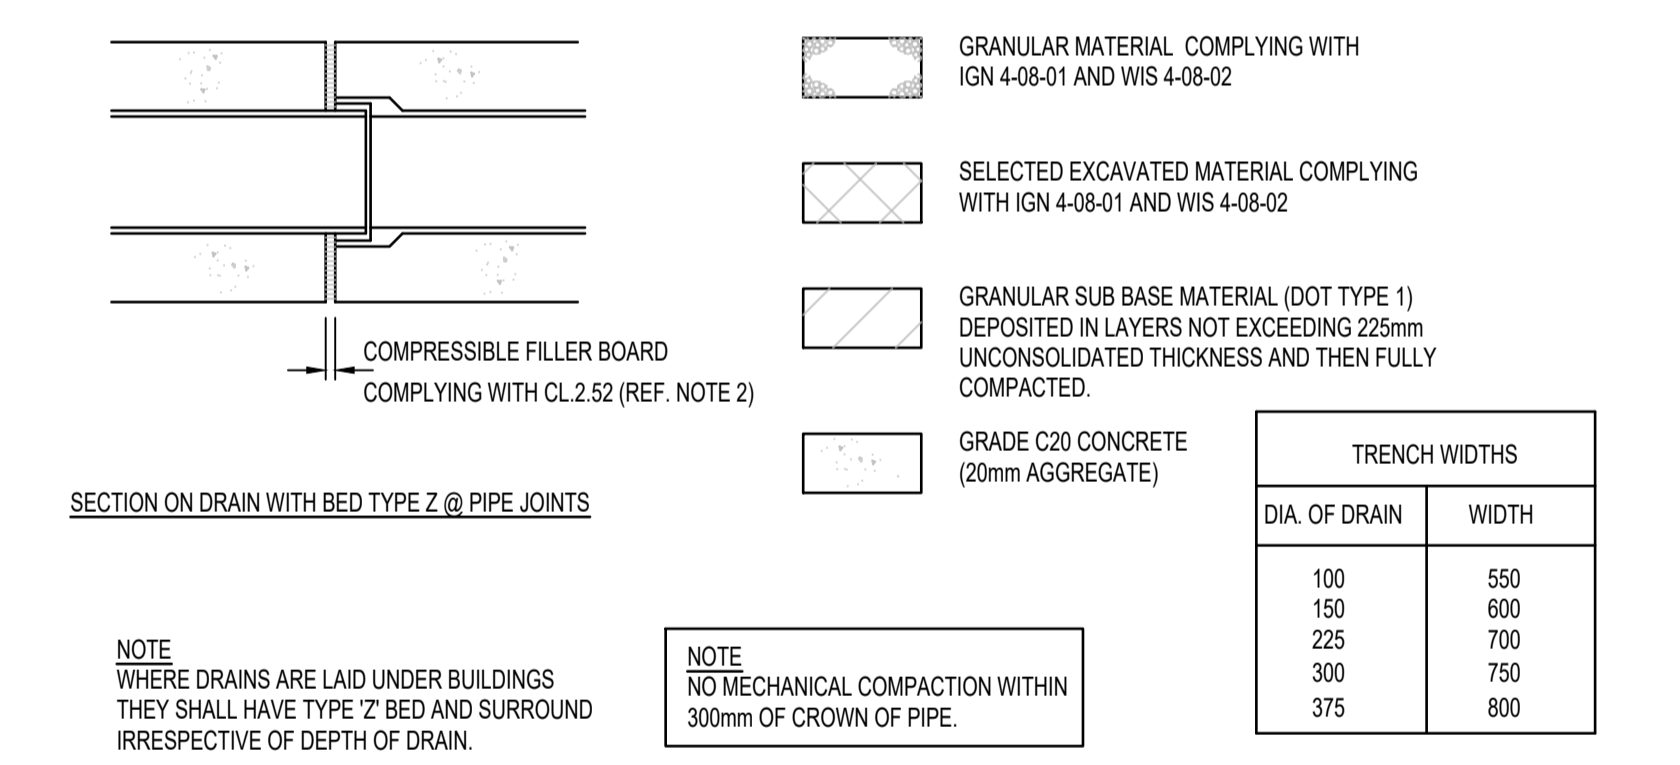 COMPRESSIBLE FILLER BOARD
COMPLYING WITH CL.2.52 (REF. NOTE 2)
SECTION ON DRAIN WITH BED TYPE Z @ PIPE JOINTS
GRANULAR MATERIAL COMPLYING WITH
IGN 4-08-01 AND WIS 4-08-02
SELECTED EXCAVATED MATERIAL COMPLYING
WITH IGN 4-08-01 AND WIS 4-08-02
GRANULAR SUB BASE MATERIAL (DOT TYPE 1)
DEPOSITED IN LAYERS NOT EXCEEDING 225mm
UNCONSOLIDATED THICKNESS AND THEN FULLY
COMPACTED.
GRADE C20 CONCRETE
(20mm AGGREGATE)
NOTE
WHERE DRAINS ARE LAID UNDER BUILDINGS
THEY SHALL HAVE TYPE 'Z' BED AND SURROUND
IRRESPECTIVE OF DEPTH OF DRAIN.
NOTE
NO MECHANICAL COMPACTION WITHIN
300mm OF CROWN OF PIPE.
TRENCH WIDTHS
DIA. OF DRAIN WIDTH
100 550
150 600
225 700
300 750
375 800